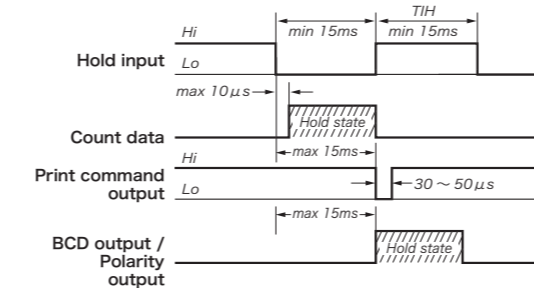 TIH
Hi
min 15ms
min 15ms
Hold input
Lo
max 10μs
Hold state
Count data
max 15ms
Hi
Print command
output
Lo
30 ~ 50μs
max 15ms
BCD output /
Polarity
output
Hold state